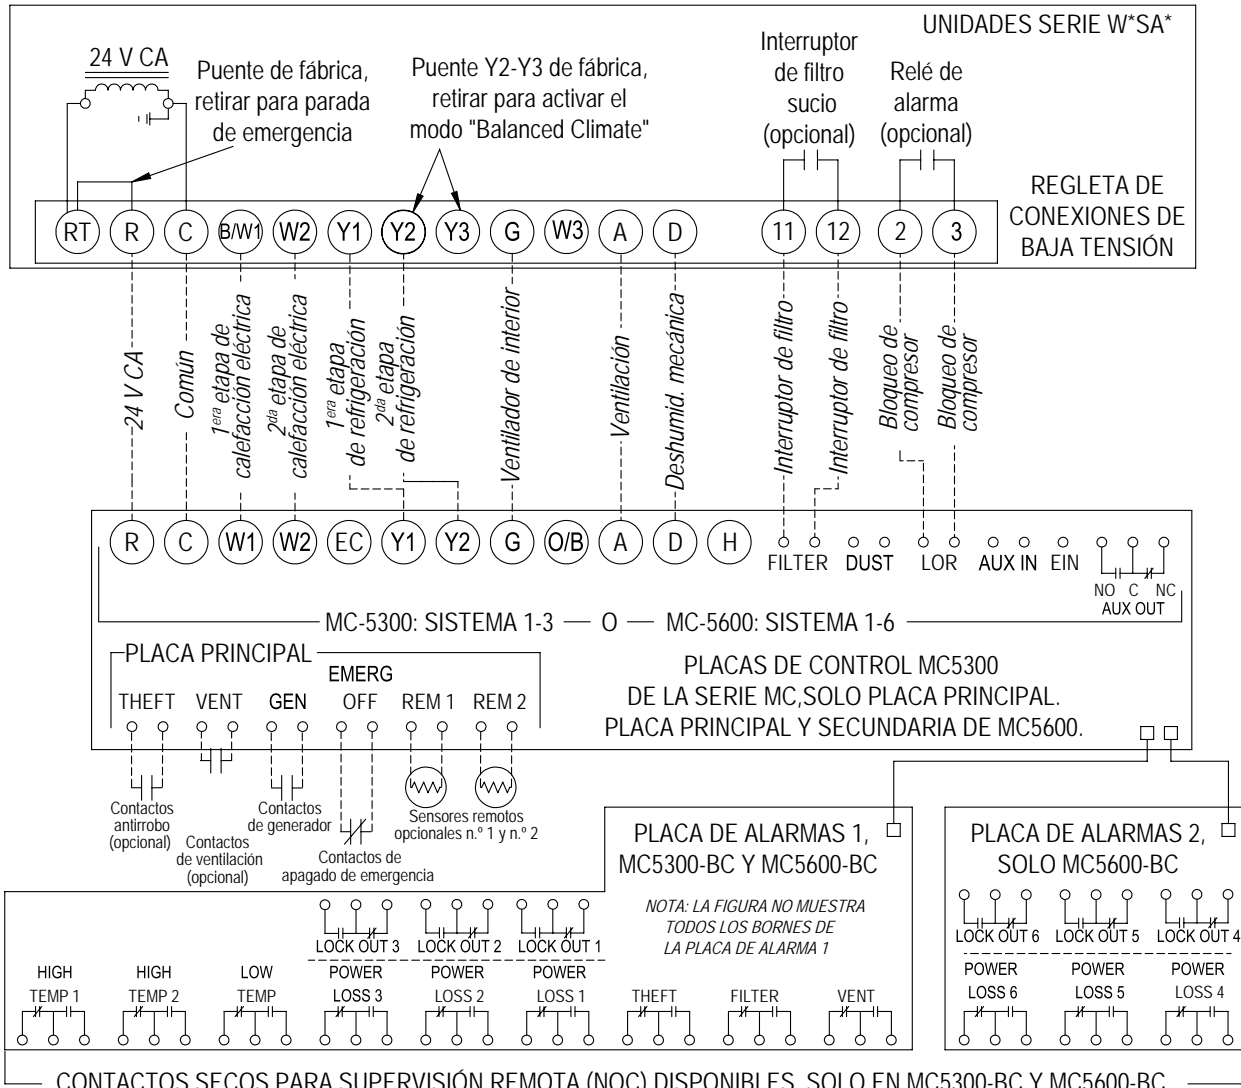 UNIDADES SERIE W*SA*
24 V CA
Puente de fábrica,
retirar para parada
de emergencia
Puente Y2-Y3 de fábrica,
retirar para activar el
modo "Balanced Climate"
Interruptor
de filtro
sucio
(opcional)
Relé de
alarma
(opcional)
REGLETA DE
CONEXIONES DE
BAJA TENSIÓN
RT R C B/W1 W2 Y1 Y2 Y3 G W3 A D 11 12 2 3
24 V CA
Común
1era etapa de
calefacción eléctrica
2da etapa de
calefacción eléctrica
1era etapa
de refrigeración
2da etapa
de refrigeración
Ventilador de interior
Ventilación
Deshumid. mecánica
Interruptor de filtro
Interruptor de filtro
Bloqueo de
compresor
Bloqueo de
compresor
R C W1 W2 EC Y1 Y2 G O/B A D H
FILTER DUST LOR AUX IN EIN
NO C NC
AUX OUT
MC-5300: SISTEMA 1-3 O MC-5600: SISTEMA 1-6
PLACA PRINCIPAL
THEFT VENT GEN EMERG OFF REM 1 REM 2
PLACAS DE CONTROL MC5300
DE LA SERIE MC,SOLO PLACA PRINCIPAL.
PLACA PRINCIPAL Y SECUNDARIA DE MC5600.
Contactos
antirrobo
(opcional)
Contactos
de ventilación
(opcional)
Contactos
de generador
Contactos de
apagado de emergencia
Sensores remotos
opcionales n.º 1 y n.º 2
PLACA DE ALARMAS 1,
MC5300-BC Y MC5600-BC
NOTA: LA FIGURA NO MUESTRA
TODOS LOS BORNES DE
LA PLACA DE ALARMA 1
PLACA DE ALARMAS 2,
SOLO MC5600-BC
LOCK OUT 3 LOCK OUT 2 LOCK OUT 1
LOCK OUT 6 LOCK OUT 5 LOCK OUT 4
HIGH HIGH LOW POWER POWER POWER
TEMP 1 TEMP 2 TEMP LOSS 3 LOSS 2 LOSS 1 THEFT FILTER VENT
POWER POWER POWER
LOSS 6 LOSS 5 LOSS 4
CONTACTOS SECOS PARA SUPERVISIÓN REMOTA (NOC) DISPONIBLES, SOLO EN MC5300-BC Y MC5600-BC